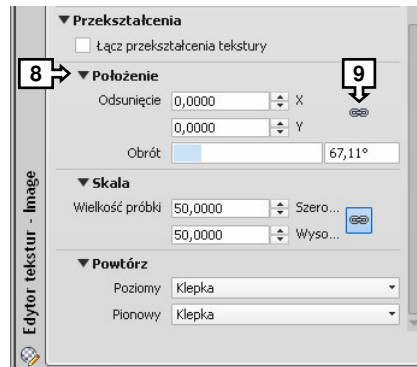 ▼ Przekształcenia
Łącz przekształcenia tekstury
8
▼ Położenie
9
Odsunięcie 0,0000 X
0,0000 Y
Obrót 67,11°
▼ Skala
Wielkość próbki 50,0000 Szero...
50,0000 Wyso...
▼ Powtórz
Poziomy Klepka
Pionowy Klepka
Edytor tekstur - Image